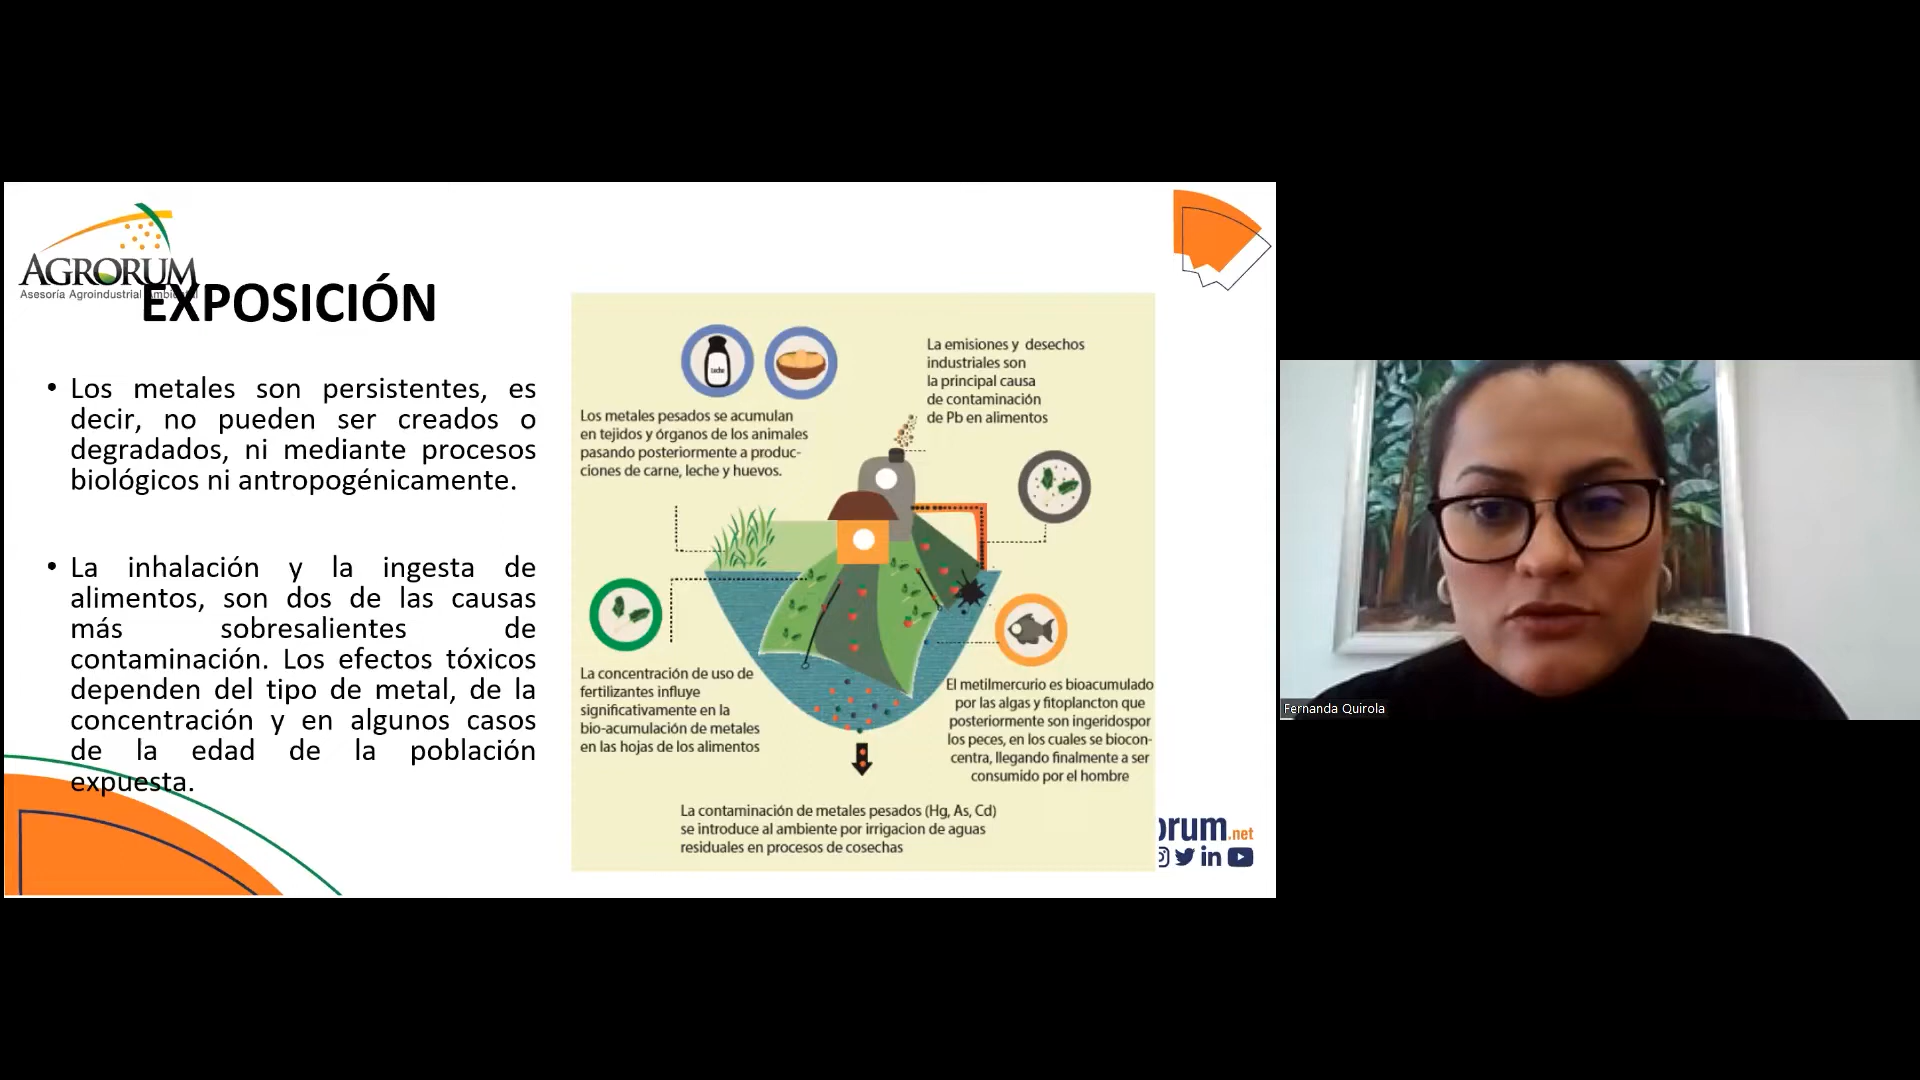 AGRORUM
Asesoría Agroindustrial Ambiental
EXPOSICIÓN
• Los metales son persistentes, es
decir, no pueden ser creados o
degradados, ni mediante procesos
biológicos ni antropogénicamente.
• La inhalación y la ingesta de
alimentos, son dos de las causas
más sobresalientes de
contaminación. Los efectos tóxicos
dependen del tipo de metal, de la
concentración y en algunos casos
de la edad de la población
expuesta.
Leche
Los metales pesados se acumulan
en tejidos y órganos de los animales
pasando posteriormente a produc-
ciones de carne, leche y huevos.
La emisiones y desechos
industriales son
la principal causa
de contaminación
de Pb en alimentos
La concentración de uso de
fertilizantes influye
significativamente en la
bio-acumulación de metales
en las hojas de los alimentos
El metilmercurio es bioacumulado
por las algas y fitoplancton que
posteriormente son ingeridospor
los peces, en los cuales se biocon-
centra, llegando finalmente a ser
consumido por el hombre
La contaminación de metales pesados (Hg, As, Cd)
se introduce al ambiente por irrigacion de aguas
residuales en procesos de cosechas
orum.net
Fernanda Quirola